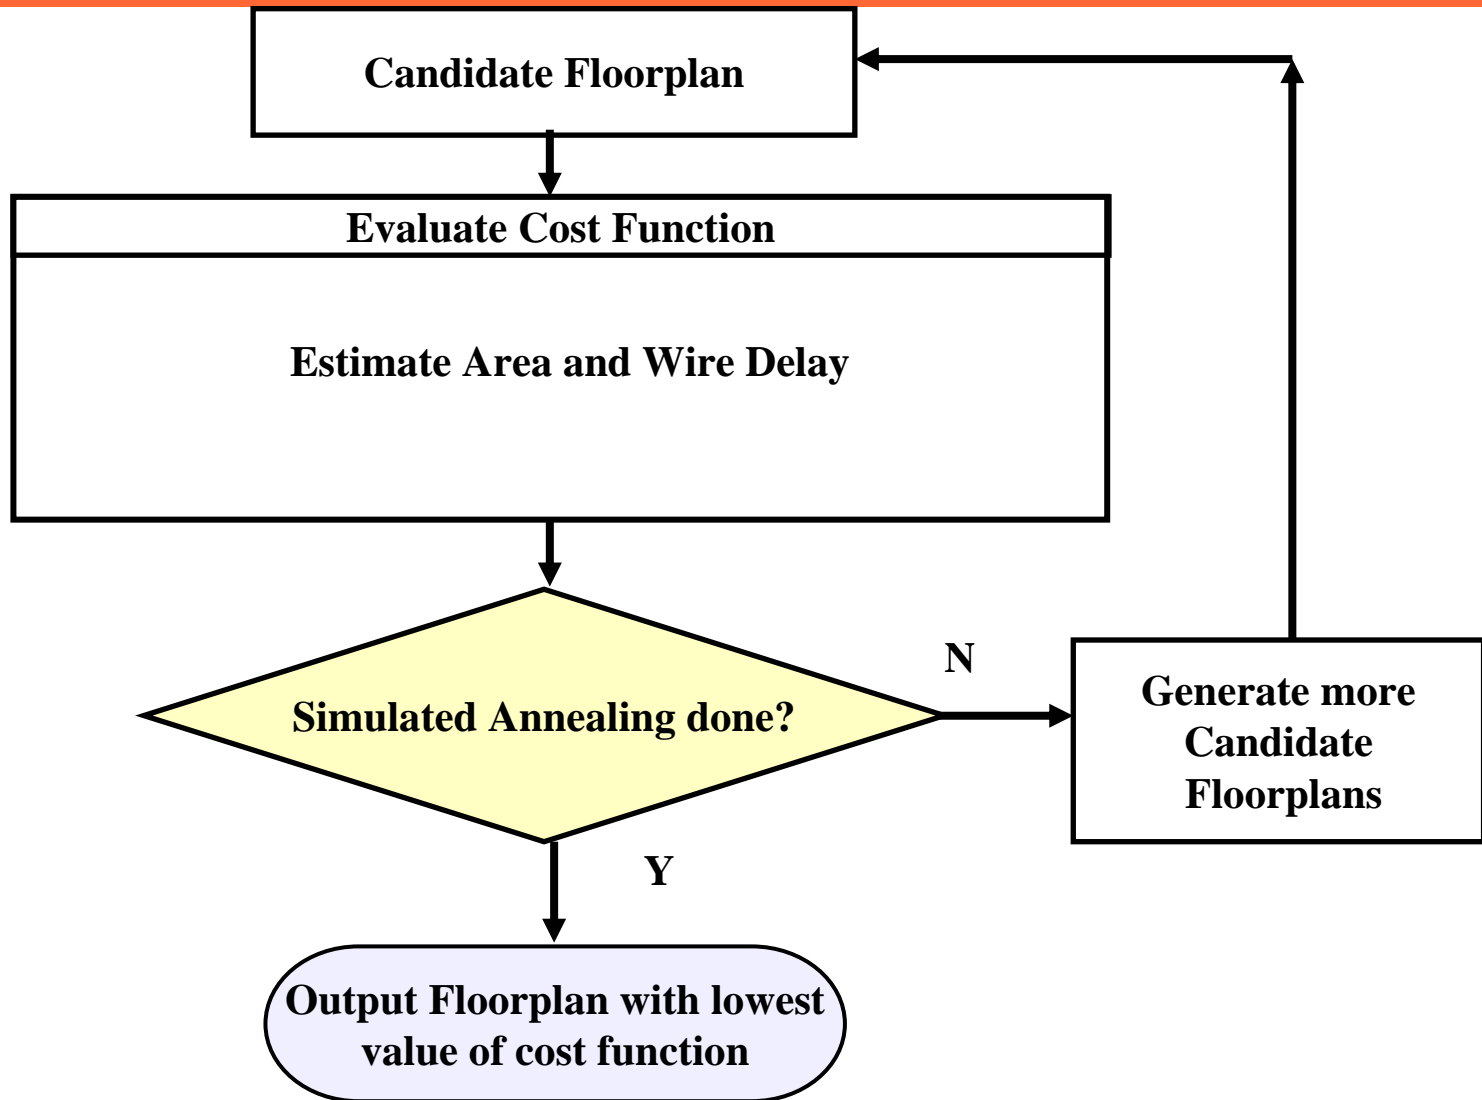 Candidate Floorplan
Evaluate Cost Function
Estimate Area and Wire Delay
Simulated Annealing done?
N
Generate more
Candidate
Floorplans
Y
Output Floorplan with lowest
value of cost function